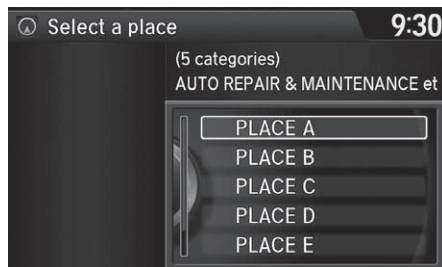 Select a place
9:30
(5 categories)
AUTO REPAIR & MAINTENANCE et
PLACE A
PLACE B
PLACE C
PLACE D
PLACE E